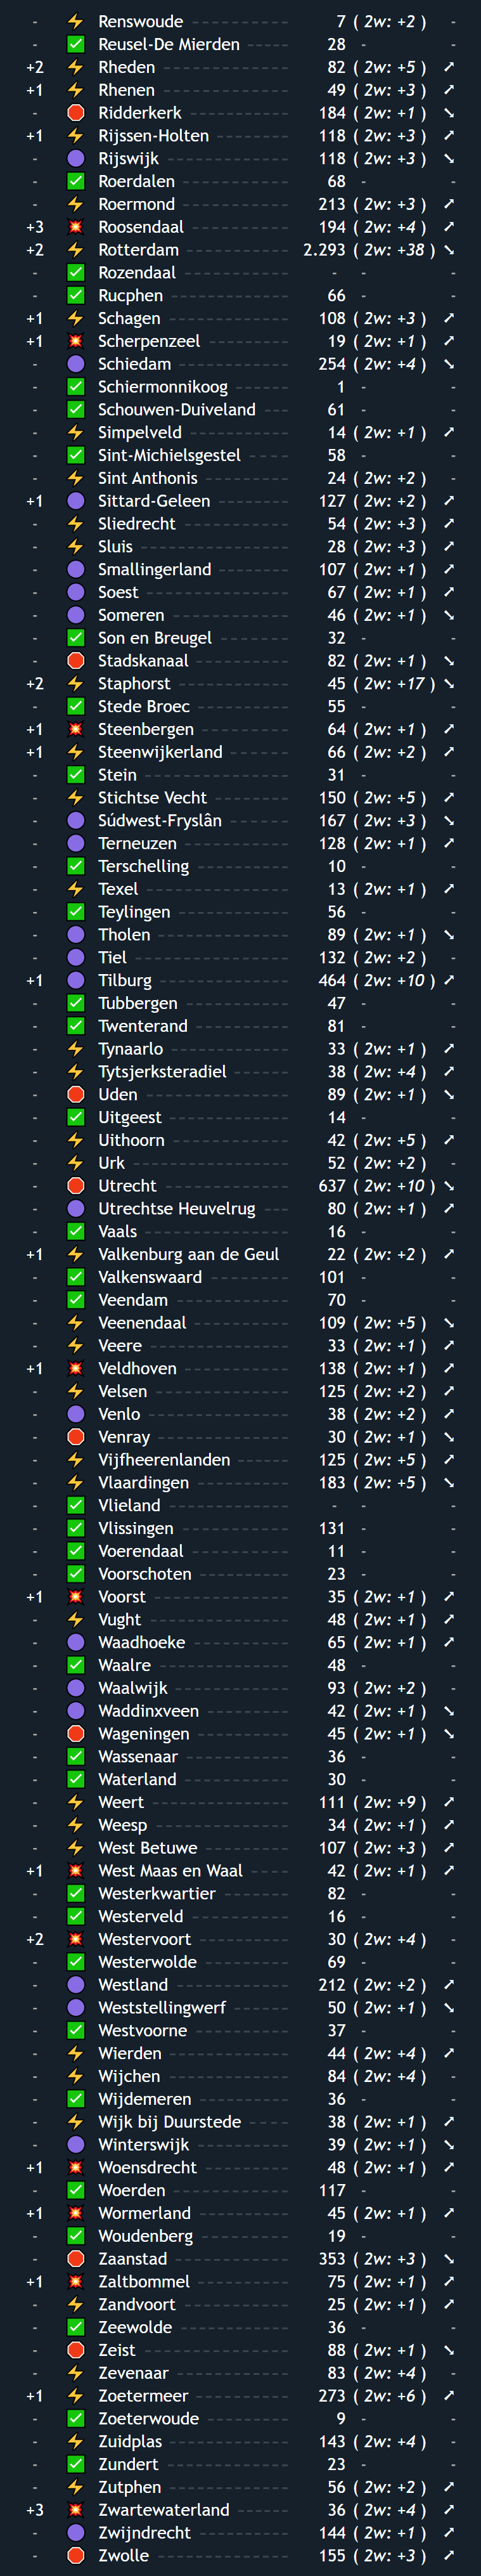 - ⚡ Renswoude 7 ( 2w: +2 ) -
- ✅ Reusel-De Mierden ---------------- 28 - -
+2 ⚡ Rheden ---------------- 82 ( 2w: +5 ) ➚
+1 ⚡ Rhenen ---------------- 49 ( 2w: +3 ) ➚
- 🛑 Ridderkerk ---------------- 184 ( 2w: +1 ) ➘
+1 ⚡ Rijssen-Holten ---------------- 118 ( 2w: +3 ) ➚
- 🟣 Rijswijk ---------------- 118 ( 2w: +3 ) ➘
- ✅ Roerdalen ---------------- 68 - -
- ⚡ Roermond ---------------- 213 ( 2w: +3 ) ➚
+3 💥 Roosendaal ---------------- 194 ( 2w: +4 ) ➚
+2 ⚡ Rotterdam ---------------- 2.293 ( 2w: +38 ) ➘
- ✅ Rozendaal ---------------- - - -
- ✅ Rucphen ---------------- 66 - -
+1 ⚡ Schagen ---------------- 108 ( 2w: +3 ) ➚
+1 💥 Scherpenzeel ---------------- 19 ( 2w: +1 ) ➚
- 🟣 Schiedam ---------------- 254 ( 2w: +4 ) ➘
- ✅ Schiermonnikoog ---------------- 1 - -
- ✅ Schouwen-Duiveland ---------------- 61 - -
- ⚡ Simpelveld ---------------- 14 ( 2w: +1 ) ➚
- ✅ Sint-Michielsgestel ---------------- 58 - -
- ⚡ Sint Anthonis ---------------- 24 ( 2w: +2 ) -
+1 🟣 Sittard-Geleen ---------------- 127 ( 2w: +2 ) ➚
- ⚡ Sliedrecht ---------------- 54 ( 2w: +3 ) ➚
- ⚡ Sluis ---------------- 28 ( 2w: +3 ) ➚
- 🟣 Smallingerland ---------------- 107 ( 2w: +1 ) ➚
- 🟣 Soest ---------------- 67 ( 2w: +1 ) ➚
- 🟣 Someren ---------------- 46 ( 2w: +1 ) ➘
- ✅ Son en Breugel ---------------- 32 - -
- 🛑 Stadskanaal ---------------- 82 ( 2w: +1 ) ➘
+2 ⚡ Staphorst ---------------- 45 ( 2w: +17 ) ➘
- ✅ Stede Broec ---------------- 55 - -
+1 💥 Steenbergen ---------------- 64 ( 2w: +1 ) ➚
+1 ⚡ Steenwijkerland ---------------- 66 ( 2w: +2 ) ➚
- ✅ Stein ---------------- 31 - -
- ⚡ Stichtse Vecht ---------------- 150 ( 2w: +5 ) ➚
- 🟣 Súdwest-Fryslân ---------------- 167 ( 2w: +3 ) ➘
- 🟣 Terneuzen ---------------- 128 ( 2w: +1 ) ➚
- ✅ Terschelling ---------------- 10 - -
- ⚡ Texel ---------------- 13 ( 2w: +1 ) ➚
- ✅ Teylingen ---------------- 56 - -
- 🟣 Tholen ---------------- 89 ( 2w: +1 ) ➘
- 🟣 Tiel ---------------- 132 ( 2w: +2 ) -
+1 🟣 Tilburg ---------------- 464 ( 2w: +10 ) ➚
- ✅ Tubbergen ---------------- 47 - -
- ✅ Twenterand ---------------- 81 - -
- ⚡ Tynaarlo ---------------- 33 ( 2w: +1 ) ➚
- ⚡ Tytsjerksteradiel ---------------- 38 ( 2w: +4 ) ➚
- 🛑 Uden ---------------- 89 ( 2w: +1 ) ➘
- ✅ Uitgeest ---------------- 14 - -
- ⚡ Uithoorn ---------------- 42 ( 2w: +5 ) ➚
- ⚡ Urk ---------------- 52 ( 2w: +2 ) -
- 🛑 Utrecht ---------------- 637 ( 2w: +10 ) ➘
- 🟣 Utrechtse Heuvelrug ---------------- 80 ( 2w: +1 ) ➚
- ✅ Vaals ---------------- 16 - -
+1 ⚡ Valkenburg aan de Geul 22 ( 2w: +2 ) ➚
- ✅ Valkenswaard ---------------- 101 - -
- ✅ Veendam ---------------- 70 - -
- ⚡ Veenendaal ---------------- 109 ( 2w: +5 ) ➘
- ⚡ Veere ---------------- 33 ( 2w: +1 ) ➚
+1 💥 Veldhoven ---------------- 138 ( 2w: +1 ) ➚
- ⚡ Velsen ---------------- 125 ( 2w: +2 ) ➚
- 🟣 Venlo ---------------- 38 ( 2w: +2 ) ➚
- 🛑 Venray ---------------- 30 ( 2w: +1 ) ➘
- ⚡ Vijfheerenlanden ---------------- 125 ( 2w: +5 ) ➚
- ⚡ Vlaardingen ---------------- 183 ( 2w: +5 ) ➘
- ✅ Vlieland ---------------- - - -
- ✅ Vlissingen ---------------- 131 - -
- ✅ Voerendaal ---------------- 11 - -
- ✅ Voorschoten ---------------- 23 - -
+1 💥 Voorst ---------------- 35 ( 2w: +1 ) ➚
- ⚡ Vught ---------------- 48 ( 2w: +1 ) ➚
- 🟣 Waadhoeke ---------------- 65 ( 2w: +1 ) ➚
- ✅ Waalre ---------------- 48 - -
- 🟣 Waalwijk ---------------- 93 ( 2w: +2 ) -
- 🟣 Waddinxveen ---------------- 42 ( 2w: +1 ) ➘
- 🛑 Wageningen ---------------- 45 ( 2w: +1 ) ➘
- ✅ Wassenaar ---------------- 36 - -
- ✅ Waterland ---------------- 30 - -
- ⚡ Weert ---------------- 111 ( 2w: +9 ) ➚
- ⚡ Weesp ---------------- 34 ( 2w: +1 ) ➚
- ⚡ West Betuwe ---------------- 107 ( 2w: +3 ) ➚
+1 💥 West Maas en Waal ---------------- 42 ( 2w: +1 ) ➚
- ✅ Westerkwartier ---------------- 82 - -
- ✅ Westerveld ---------------- 16 - -
+2 💥 Westervoort ---------------- 30 ( 2w: +4 ) -
- ✅ Westerwolde ---------------- 69 - -
- 🟣 Westland ---------------- 212 ( 2w: +2 ) ➚
- 🟣 Weststellingwerf ---------------- 50 ( 2w: +1 ) ➘
- ✅ Westvoorne ---------------- 37 - -
- ⚡ Wierden ---------------- 44 ( 2w: +4 ) ➚
- ⚡ Wijchen ---------------- 84 ( 2w: +4 ) -
- ✅ Wijdemeren ---------------- 36 - -
- ⚡ Wijk bij Duurstede ---------------- 38 ( 2w: +1 ) ➚
- 🟣 Winterswijk ---------------- 39 ( 2w: +1 ) ➘
+1 💥 Woensdrecht ---------------- 48 ( 2w: +1 ) ➚
- ✅ Woerden ---------------- 117 - -
+1 💥 Wormerland ---------------- 45 ( 2w: +1 ) ➚
- ✅ Woudenberg ---------------- 19 - -
- 🛑 Zaanstad ---------------- 353 ( 2w: +3 ) ➘
+1 💥 Zaltbommel ---------------- 75 ( 2w: +1 ) ➚
- ⚡ Zandvoort ---------------- 25 ( 2w: +1 ) ➚
- ✅ Zeewolde ---------------- 36 - -
- 🛑 Zeist ---------------- 88 ( 2w: +1 ) ➘
- ⚡ Zevenaar ---------------- 83 ( 2w: +4 ) -
+1 ⚡ Zoetermeer ---------------- 273 ( 2w: +6 ) ➚
- ✅ Zoeterwoude ---------------- 9 - -
- ⚡ Zuidplas ---------------- 143 ( 2w: +4 ) -
- ✅ Zundert ---------------- 23 - -
- ⚡ Zutphen ---------------- 56 ( 2w: +2 ) ➚
+3 💥 Zwartewaterland ---------------- 36 ( 2w: +4 ) ➚
- 🟣 Zwijndrecht ---------------- 144 ( 2w: +1 ) ➚
- 🛑 Zwolle ---------------- 155 ( 2w: +3 ) ➚